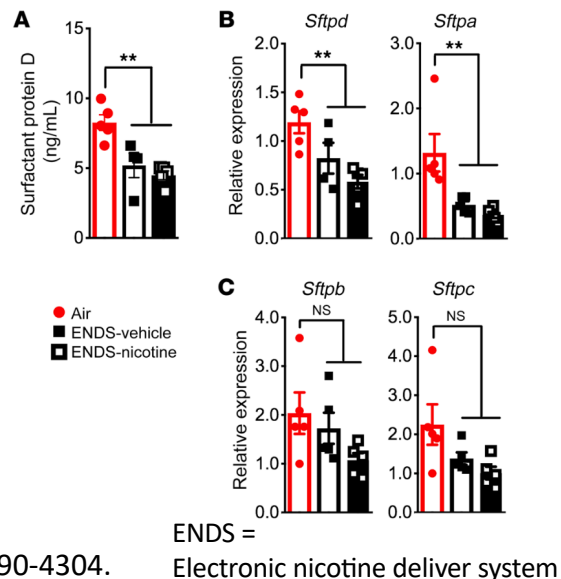 A
15
10
5
0
Surfactant protein D
(ng/mL)
**
B
Sftpd
2.0
1.5
1.0
0.5
0.0
Relative expression
**
Sftpa
3.0
2.0
1.0
0.0
**
Air
ENDS-vehicle
ENDS-nicotine
C
Sftpb
4.0
3.0
2.0
1.0
0.0
Relative expression
NS
Sftpc
5.0
4.0
3.0
2.0
1.0
0.0
NS
90-4304.
ENDS =
Electronic nicotine deliver system